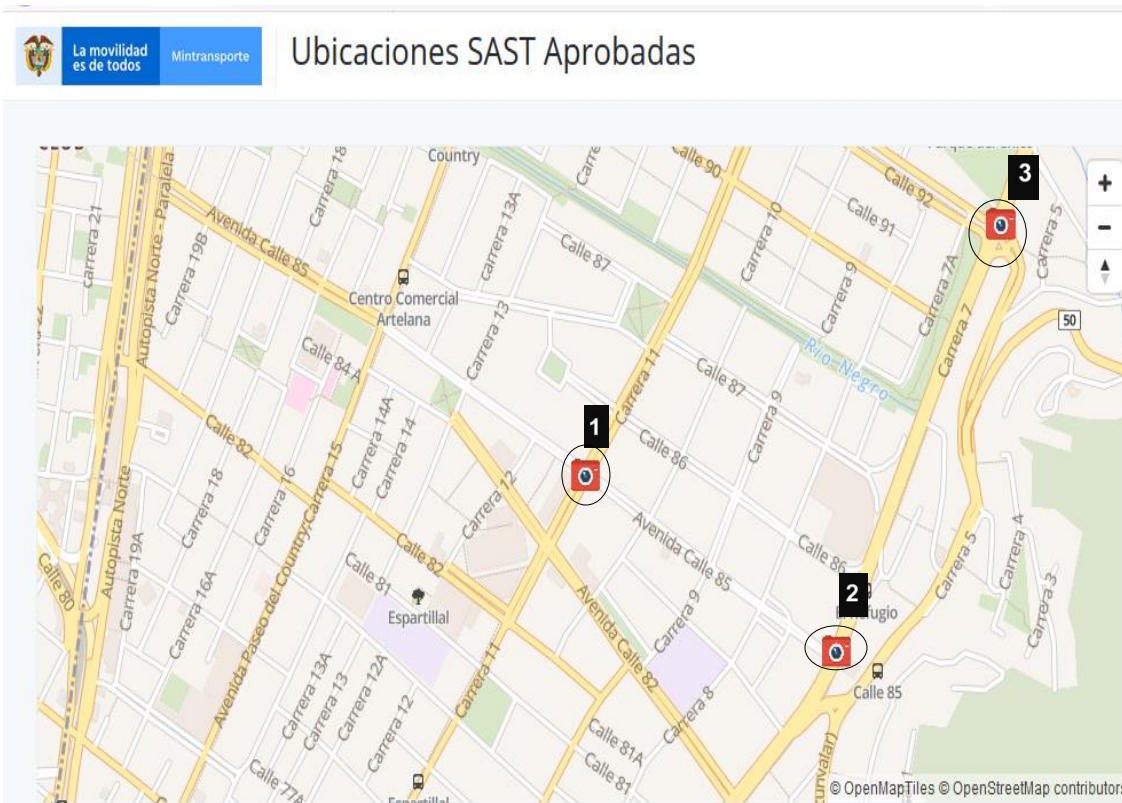 La movilidad
es de todos
Mintransporte
Ubicaciones SAST Aprobadas
Country
Carrera 18
Carrera 13A
Calle 90
Calle 92
3
+
−
Carrera 21
Autopista Norte - Paralela
Carrera 19B
Avenida Calle 85
Calle 87
Carrera 10
Calle 91
Carrera 5
Centro Comercial
Artelana
Carrera 13
Carrera 9
Carrera 7A
50
Calle 84 A
Carrera 11
Río Negro
Carrera 7
Calle 87
1
Calle 82
Carrera 14A
Carrera 14
Carrera 9
Calle 86
Carrera 18
Carrera 16
Avenida Paseo del Country/Carrera 15
Carrera 12
Autopista Norte
Carrera 19A
Calle 80
Calle 82
Avenida Calle 85
Calle 86
Carrera 5
Carrera 4
Carrera 3
Carrera 16A
Calle 81
Espartillal
Avenida Calle 82
Carrera 9
2
El Refugio
Carrera 13A
Carrera 13
Carrera 12A
Carrera 12
Carrera 11
Carrera 8
Calle 85
Calle 81A
Calle 81
Calle 77A
Espartillal
© OpenMapTiles © OpenStreetMap contributors